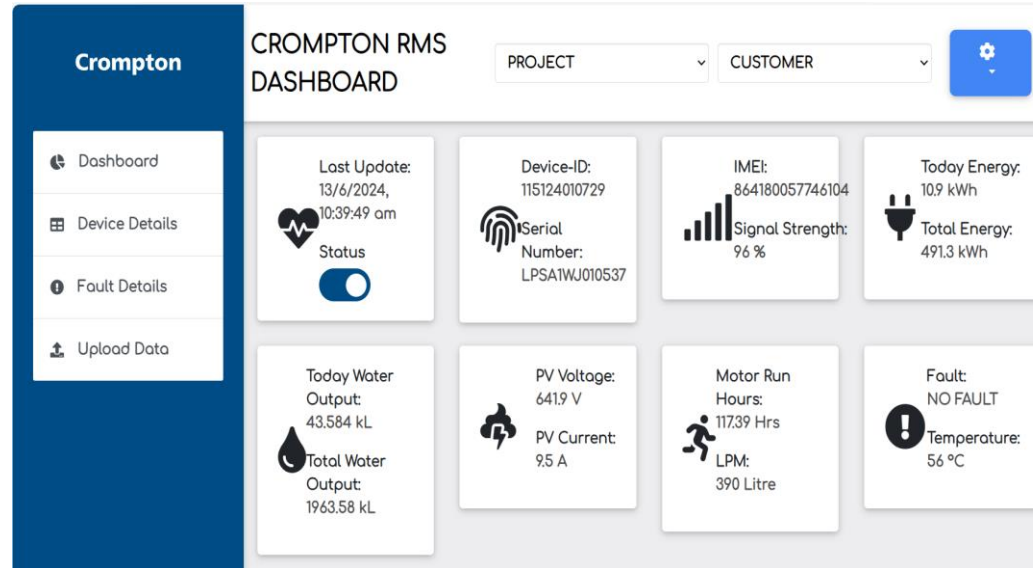 Crompton
CROMPTON RMS
DASHBOARD
PROJECT
CUSTOMER
Dashboard
Device Details
Fault Details
Upload Data
Last Update:
13/6/2024,
10:39:49 am
Status
Device-ID:
115124010729
Serial
Number:
LPSA1WJ010537
IMEI:
864180057746104
Signal Strength:
96 %
Today Energy:
10.9 kWh
Total Energy:
491.3 kWh
Today Water
Output:
43.584 kL
Total Water
Output:
1963.58 kL
PV Voltage:
641.9 V
PV Current:
9.5 A
Motor Run
Hours:
117.39 Hrs
LPM:
390 Litre
Fault:
NO FAULT
Temperature:
56 °C